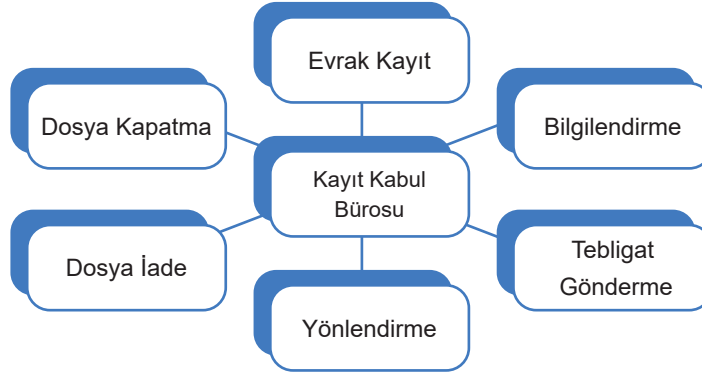 Evrak Kayıt
Dosya Kapatma
Bilgilendirme
Kayıt Kabul
Bürosu
Dosya İade
Tebligat
Gönderme
Yönlendirme